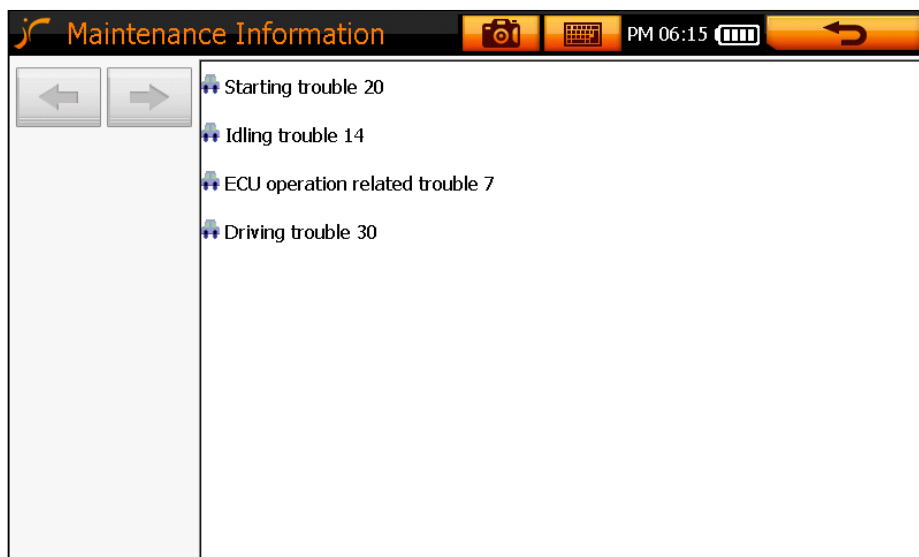 Maintenance Information
PM 06:15
Starting trouble 20
Idling trouble 14
ECU operation related trouble 7
Driving trouble 30